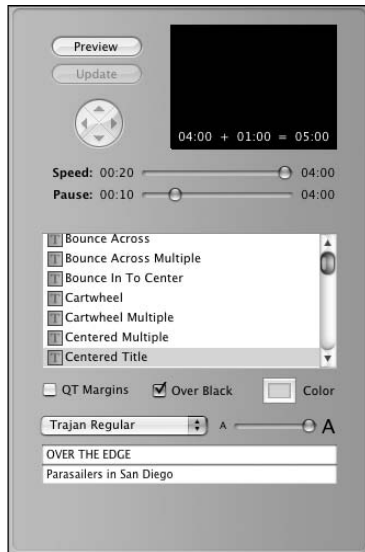 Preview
Update
04:00 + 01:00 = 05:00
Speed: 00:20 04:00
Pause: 00:10 04:00
Bounce Across
Bounce Across Multiple
Bounce In To Center
Cartwheel
Cartwheel Multiple
Centered Multiple
Centered Title
QT Margins Over Black Color
Trajan Regular A A
OVER THE EDGE
Parasailers in San Diego